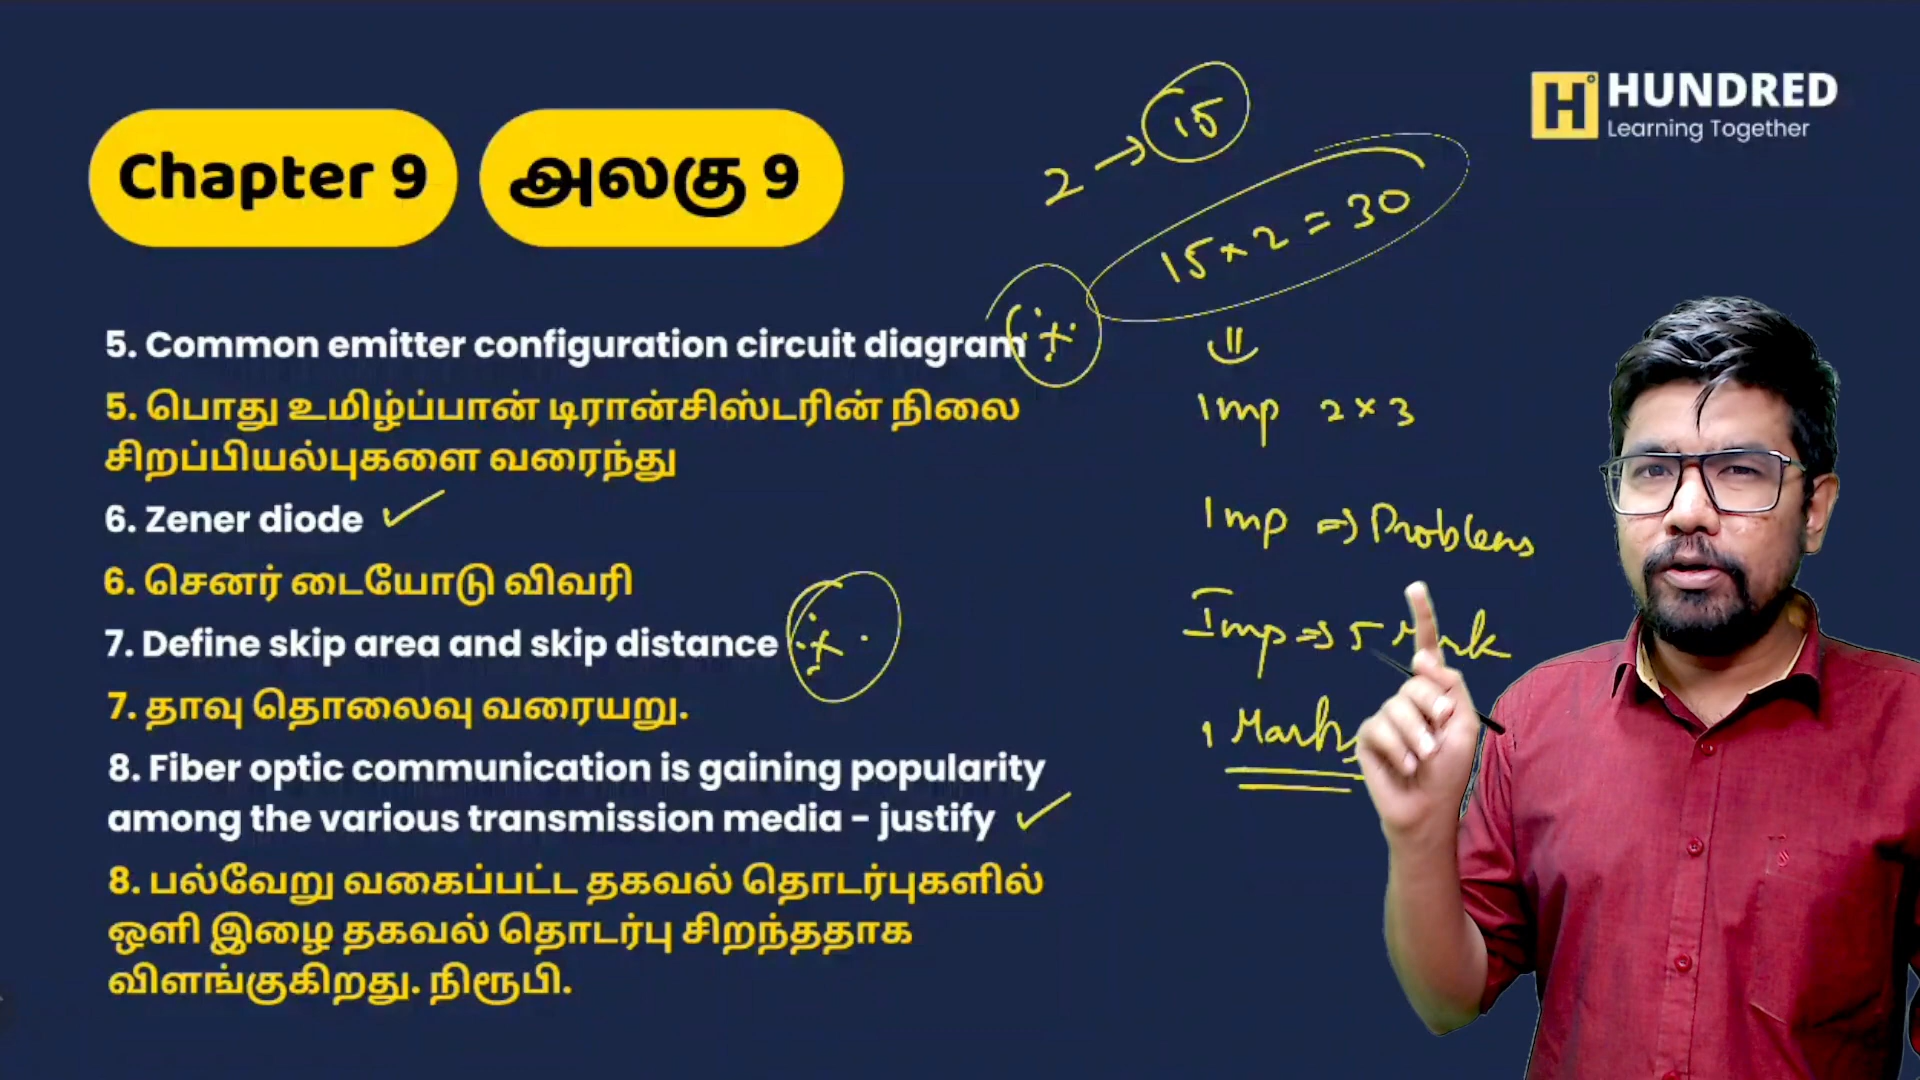 HUNDRED
Learning Together
Chapter 9
அலகு 9
2 → 15
15 × 2 = 30
5. Common emitter configuration circuit diagram
5. பொது உமிழ்ப்பான் டிரான்சிஸ்டரின் நிலை
சிறப்பியல்புகளை வரைந்து
6. Zener diode ✓
6. செனர் டையோடு விவரி
7. Define skip area and skip distance
7. தாவு தொலைவு வரையறு.
8. Fiber optic communication is gaining popularity
among the various transmission media - justify ✓
8. பல்வேறு வகைப்பட்ட தகவல் தொடர்புகளில்
ஒளி இழை தகவல் தொடர்பு சிறந்ததாக
விளங்குகிறது. நிரூபி.
Imp 2 × 3
Imp ⇒ Problems
Imp ⇒ 5 Mark
1 Marks